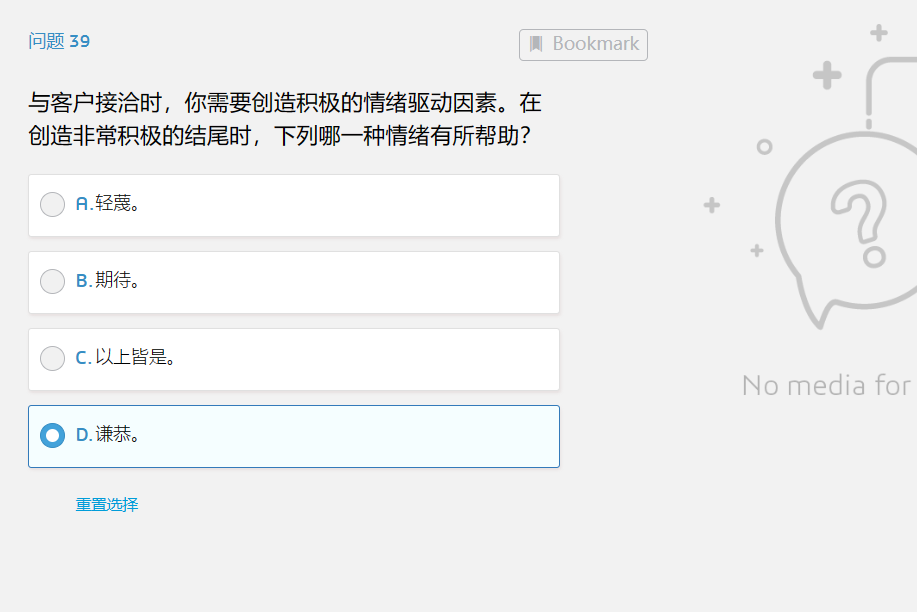 问题 39
Bookmark
与客户接洽时，你需要创造积极的情绪驱动因素。在
创造非常积极的结尾时，下列哪一种情绪有所帮助？
A.轻蔑。
B.期待。
C.以上皆是。
D.谦恭。
重置选择
No media for